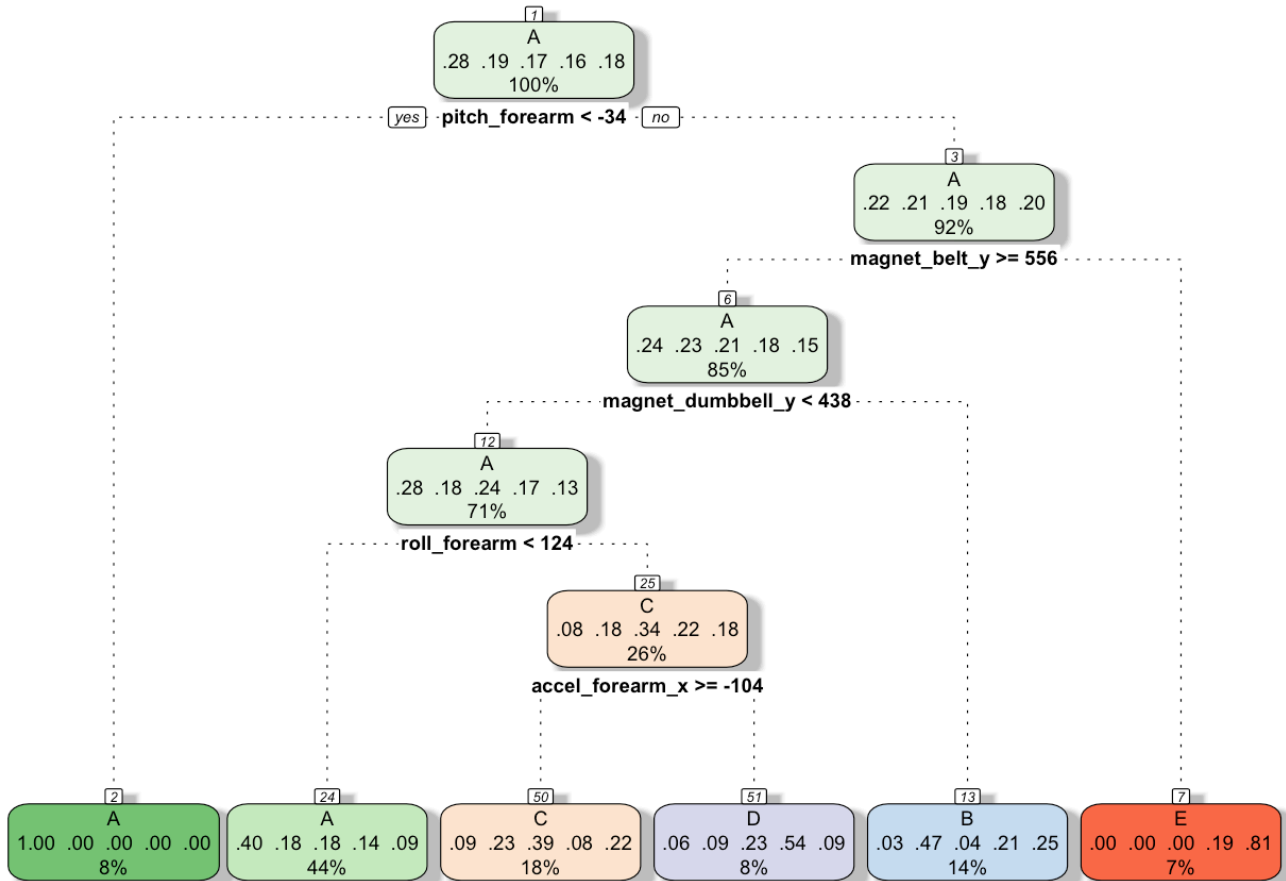 1
A
.28 .19 .17 .16 .18
100%
yes pitch_forearm < -34 no
3
A
.22 .21 .19 .18 .20
92%
magnet_belt_y >= 556
6
A
.24 .23 .21 .18 .15
85%
magnet_dumbbell_y < 438
12
A
.28 .18 .24 .17 .13
71%
roll_forearm < 124
25
C
.08 .18 .34 .22 .18
26%
accel_forearm_x >= -104
2
A
1.00 .00 .00 .00 .00
8%
24
A
.40 .18 .18 .14 .09
44%
50
C
.09 .23 .39 .08 .22
18%
51
D
.06 .09 .23 .54 .09
8%
13
B
.03 .47 .04 .21 .25
14%
7
E
.00 .00 .00 .19 .81
7%